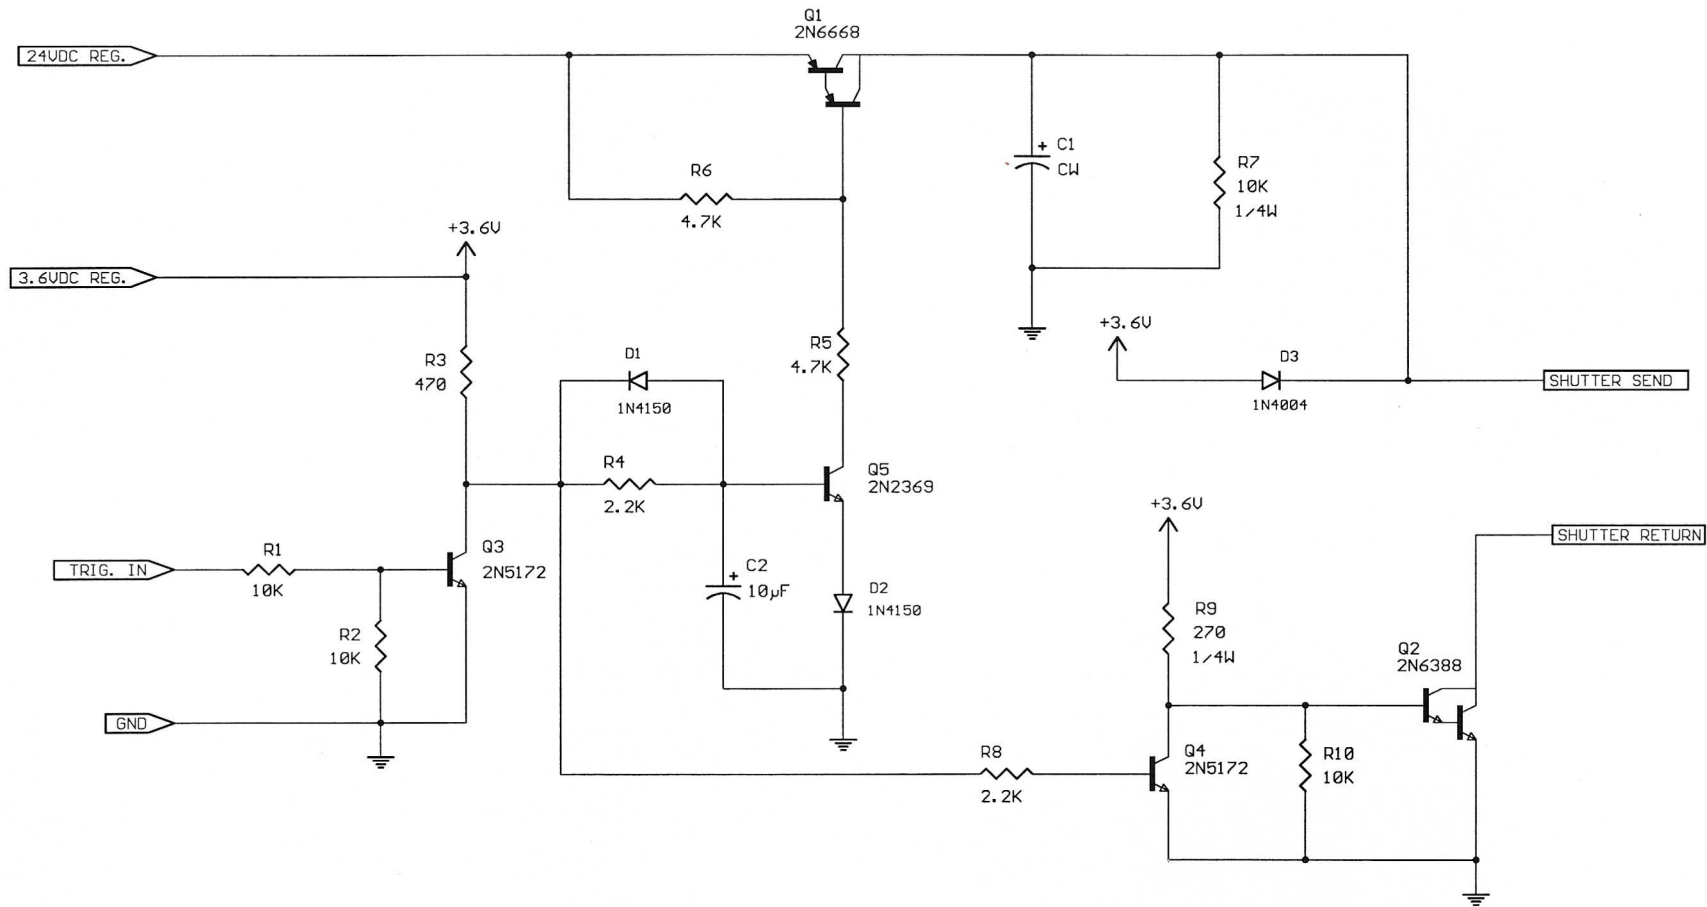 Q1
2N6668
24VDC REG.
+ C1
CW
R7
10K
1/4W
R6
4.7K
+3.6V
3.6VDC REG.
+3.6V
R3
470
D1
1N4150
R5
4.7K
D3
1N4004
SHUTTER SEND
R4
2.2K
Q5
2N2369
+3.6V
SHUTTER RETURN
R1
10K
TRIG. IN
Q3
2N5172
+ C2
10µF
D2
1N4150
R2
10K
R9
270
1/4W
Q2
2N6388
GND
R8
2.2K
Q4
2N5172
R10
10K